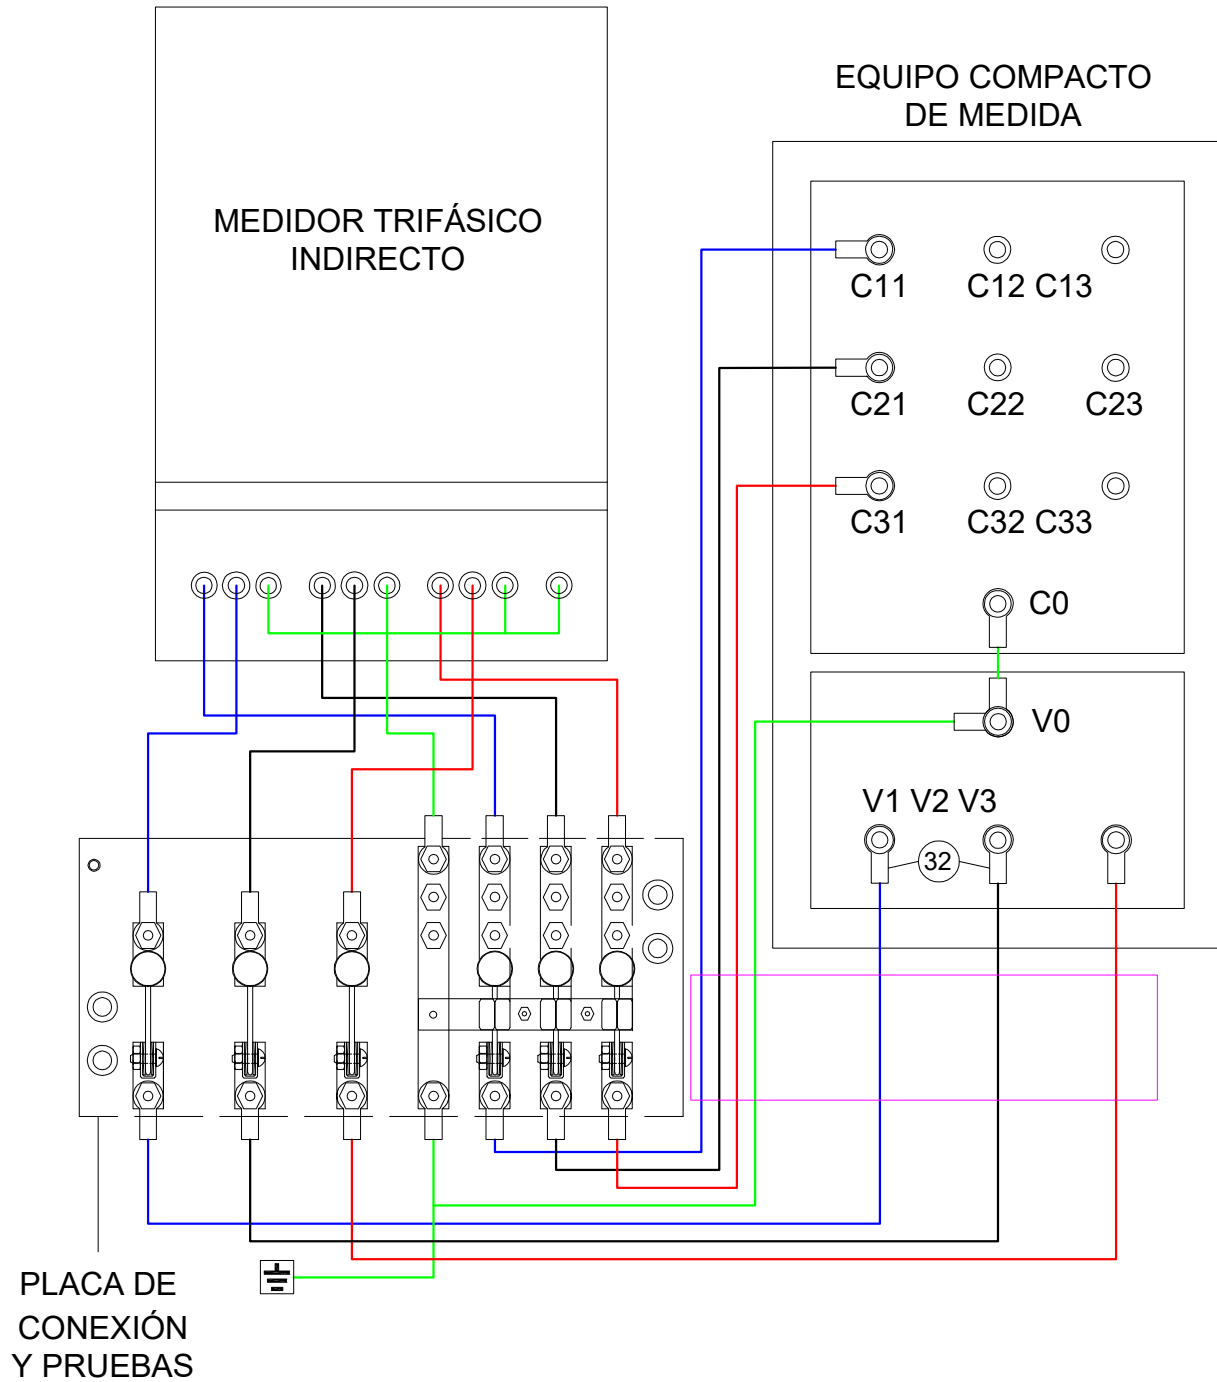 EQUIPO COMPACTO
DE MEDIDA
MEDIDOR TRIFÁSICO
INDIRECTO
C11 C12 C13
C21 C22 C23
C31 C32 C33
C0
V0
V1 V2 V3
32
PLACA DE
CONEXIÓN
Y PRUEBAS